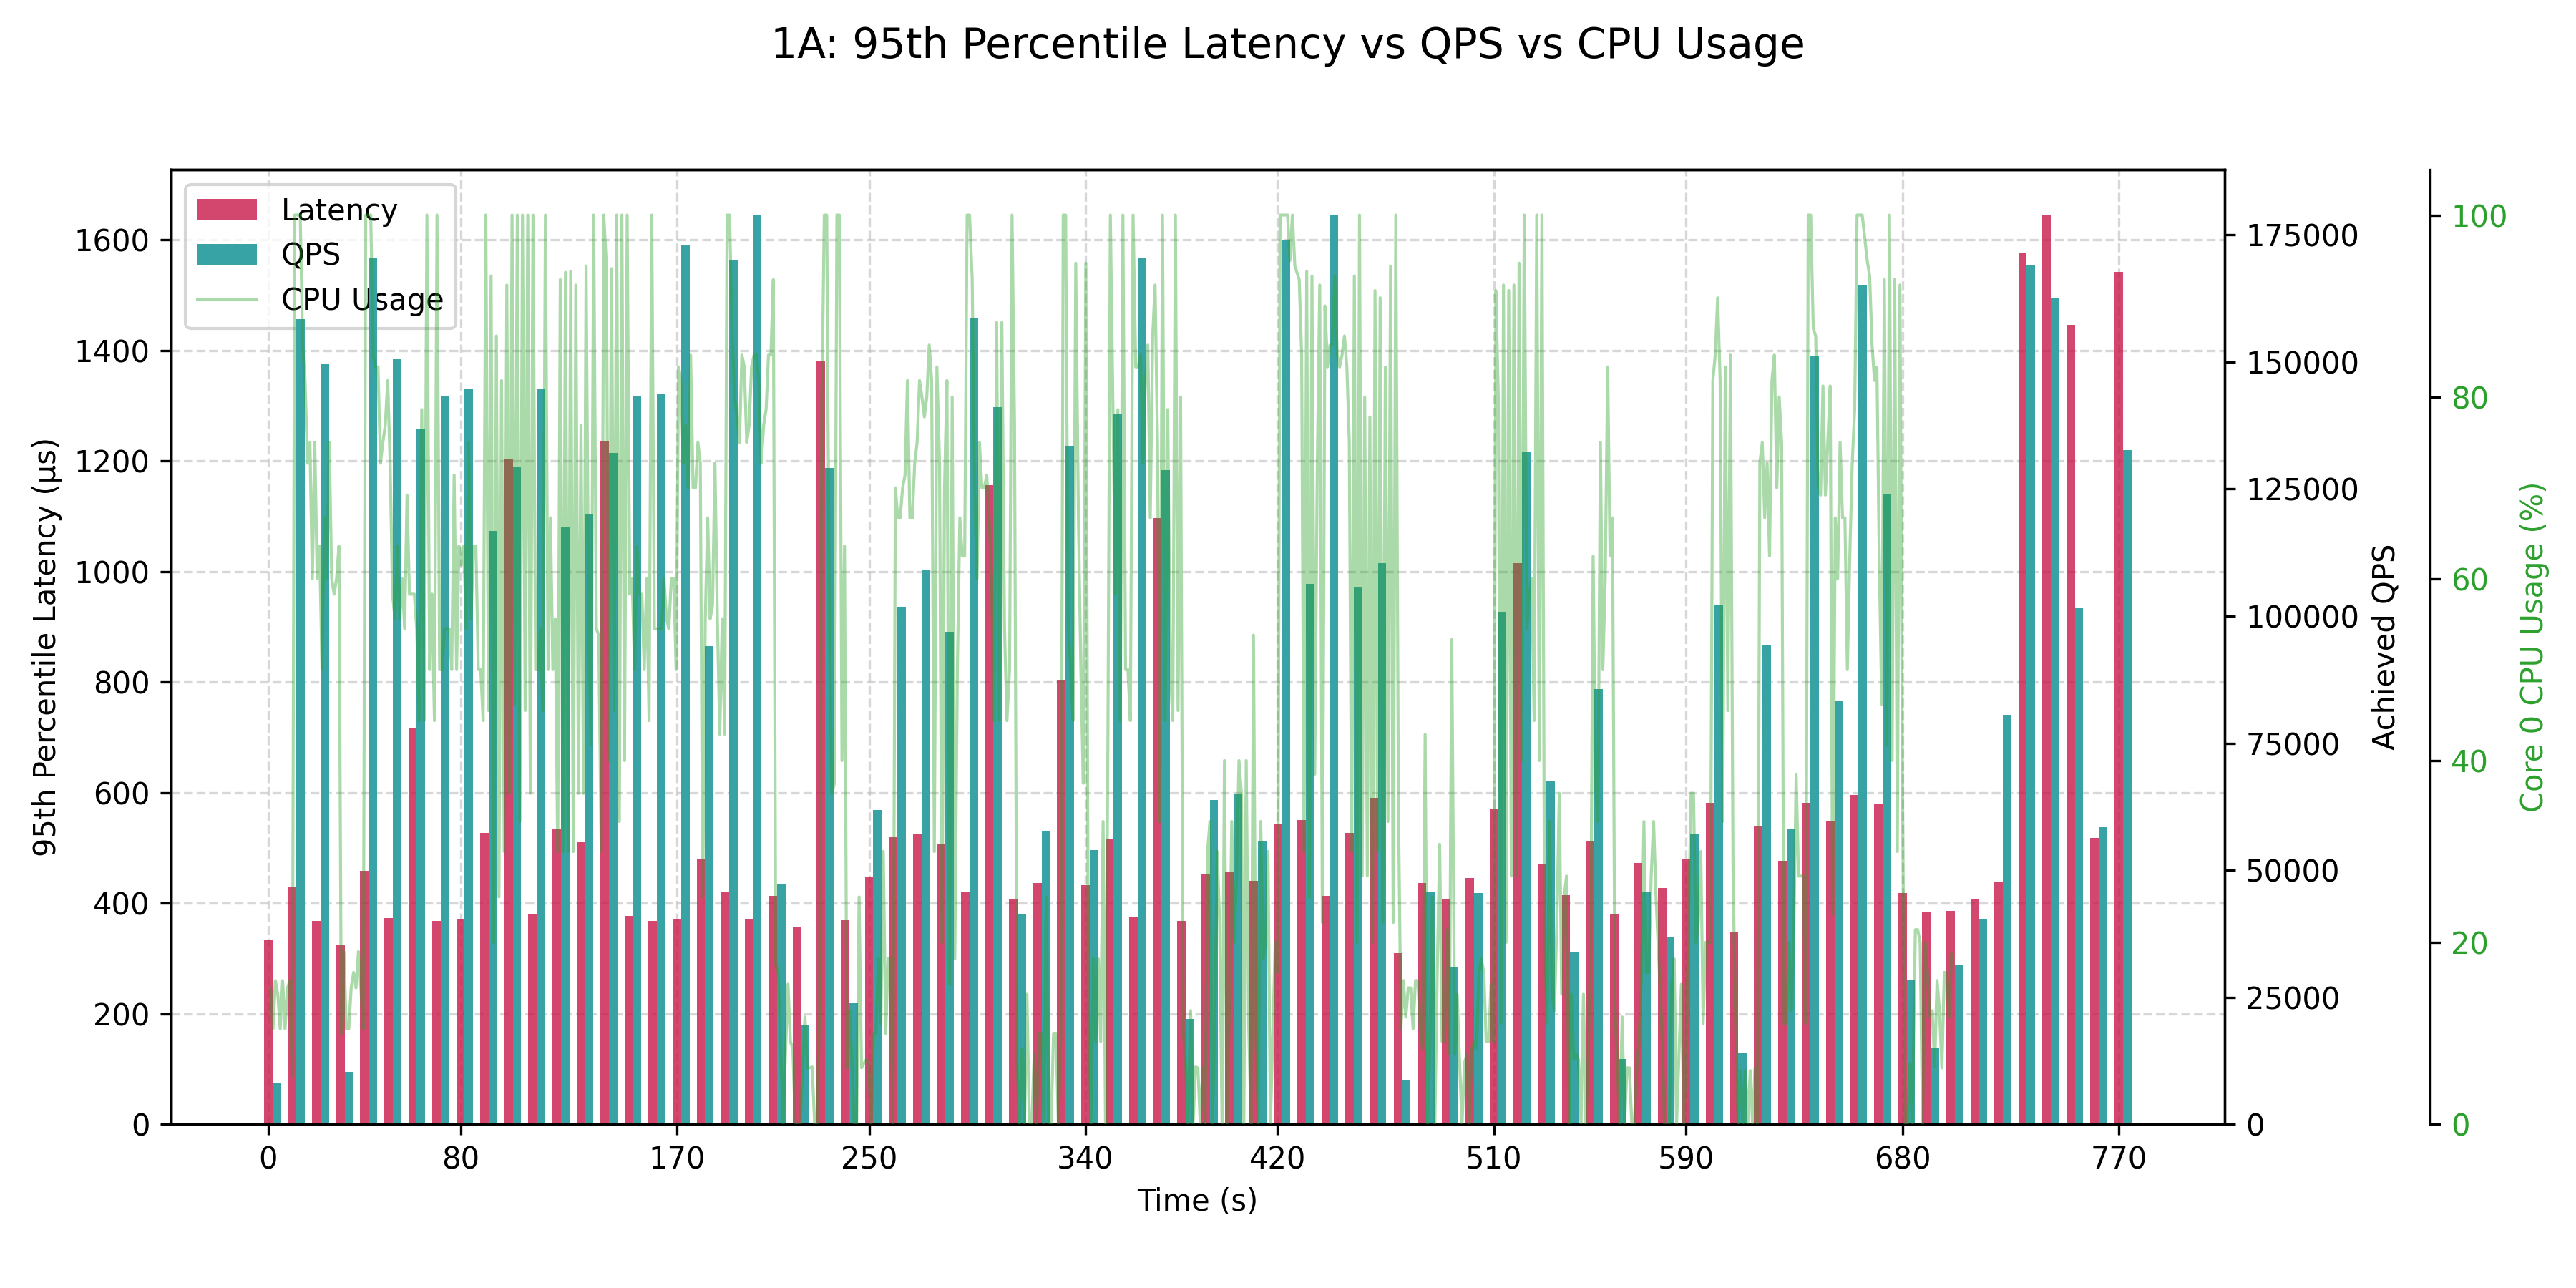 1A: 95th Percentile Latency vs QPS vs CPU Usage
Latency
QPS
CPU Usage
95th Percentile Latency (μs)
1600
1400
1200
1000
800
600
400
200
0
0 80 170 250 340 420 510 590 680 770
Time (s)
175000
150000
125000
100000
75000
50000
25000
0
Achieved QPS
100
80
60
40
20
0
Core 0 CPU Usage (%)